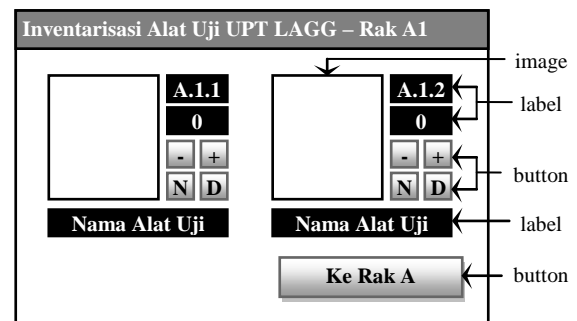 Inventarisasi Alat Uji UPT LAGG – Rak A1
image
A.1.1
A.1.2
label
0
0
- +
- +
button
N D
N D
Nama Alat Uji
Nama Alat Uji
label
Ke Rak A
button